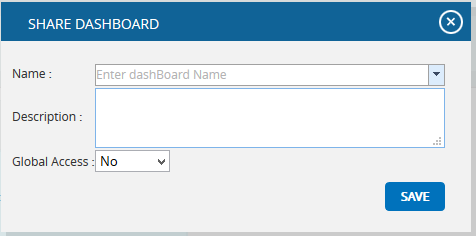 SHARE DASHBOARD
Name :
Enter dashBoard Name
Description :
Global Access : No
SAVE